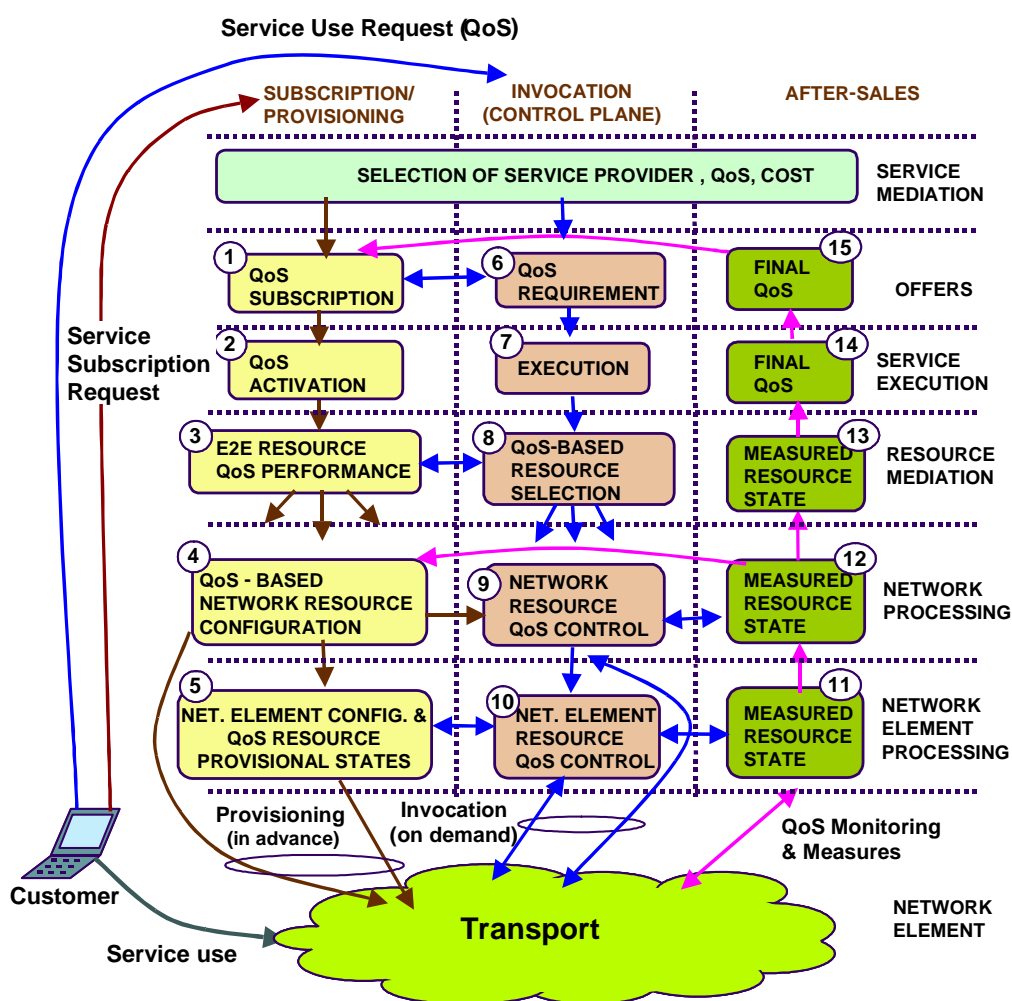 Service Use Request (QoS)
SUBSCRIPTION/
PROVISIONING
INVOCATION
(CONTROL PLANE)
AFTER-SALES
SELECTION OF SERVICE PROVIDER , QoS, COST
SERVICE
MEDIATION
1
QoS
SUBSCRIPTION
6
QoS
REQUIREMENT
15
FINAL
QoS
OFFERS
Service
Subscription
Request
2
QoS
ACTIVATION
7
EXECUTION
14
FINAL
QoS
SERVICE
EXECUTION
3
E2E RESOURCE
QoS PERFORMANCE
8
QoS-BASED
RESOURCE
SELECTION
13
MEASURED
RESOURCE
STATE
RESOURCE
MEDIATION
4
QoS - BASED
NETWORK RESOURCE
CONFIGURATION
9
NETWORK
RESOURCE
QoS CONTROL
12
MEASURED
RESOURCE
STATE
NETWORK
PROCESSING
5
NET. ELEMENT CONFIG. &
QoS RESOURCE
PROVISIONAL STATES
10
NET. ELEMENT
RESOURCE
QoS CONTROL
11
MEASURED
RESOURCE
STATE
NETWORK
ELEMENT
PROCESSING
Provisioning
(in advance)
Invocation
(on demand)
QoS Monitoring
& Measures
Customer
Transport
NETWORK
ELEMENT
Service use